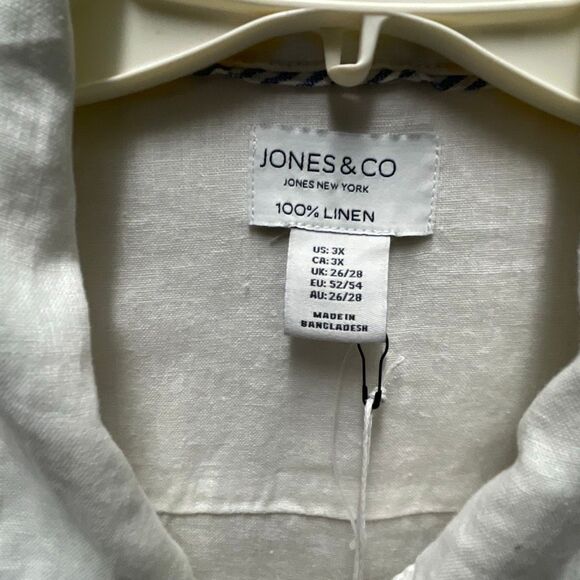 JONES & CO
JONES NEW YORK
100% LINEN
US: 3X
CA: 3X
UK: 26/28
EU: 52/54
AU: 26/28
MADE IN
BANGLADESH